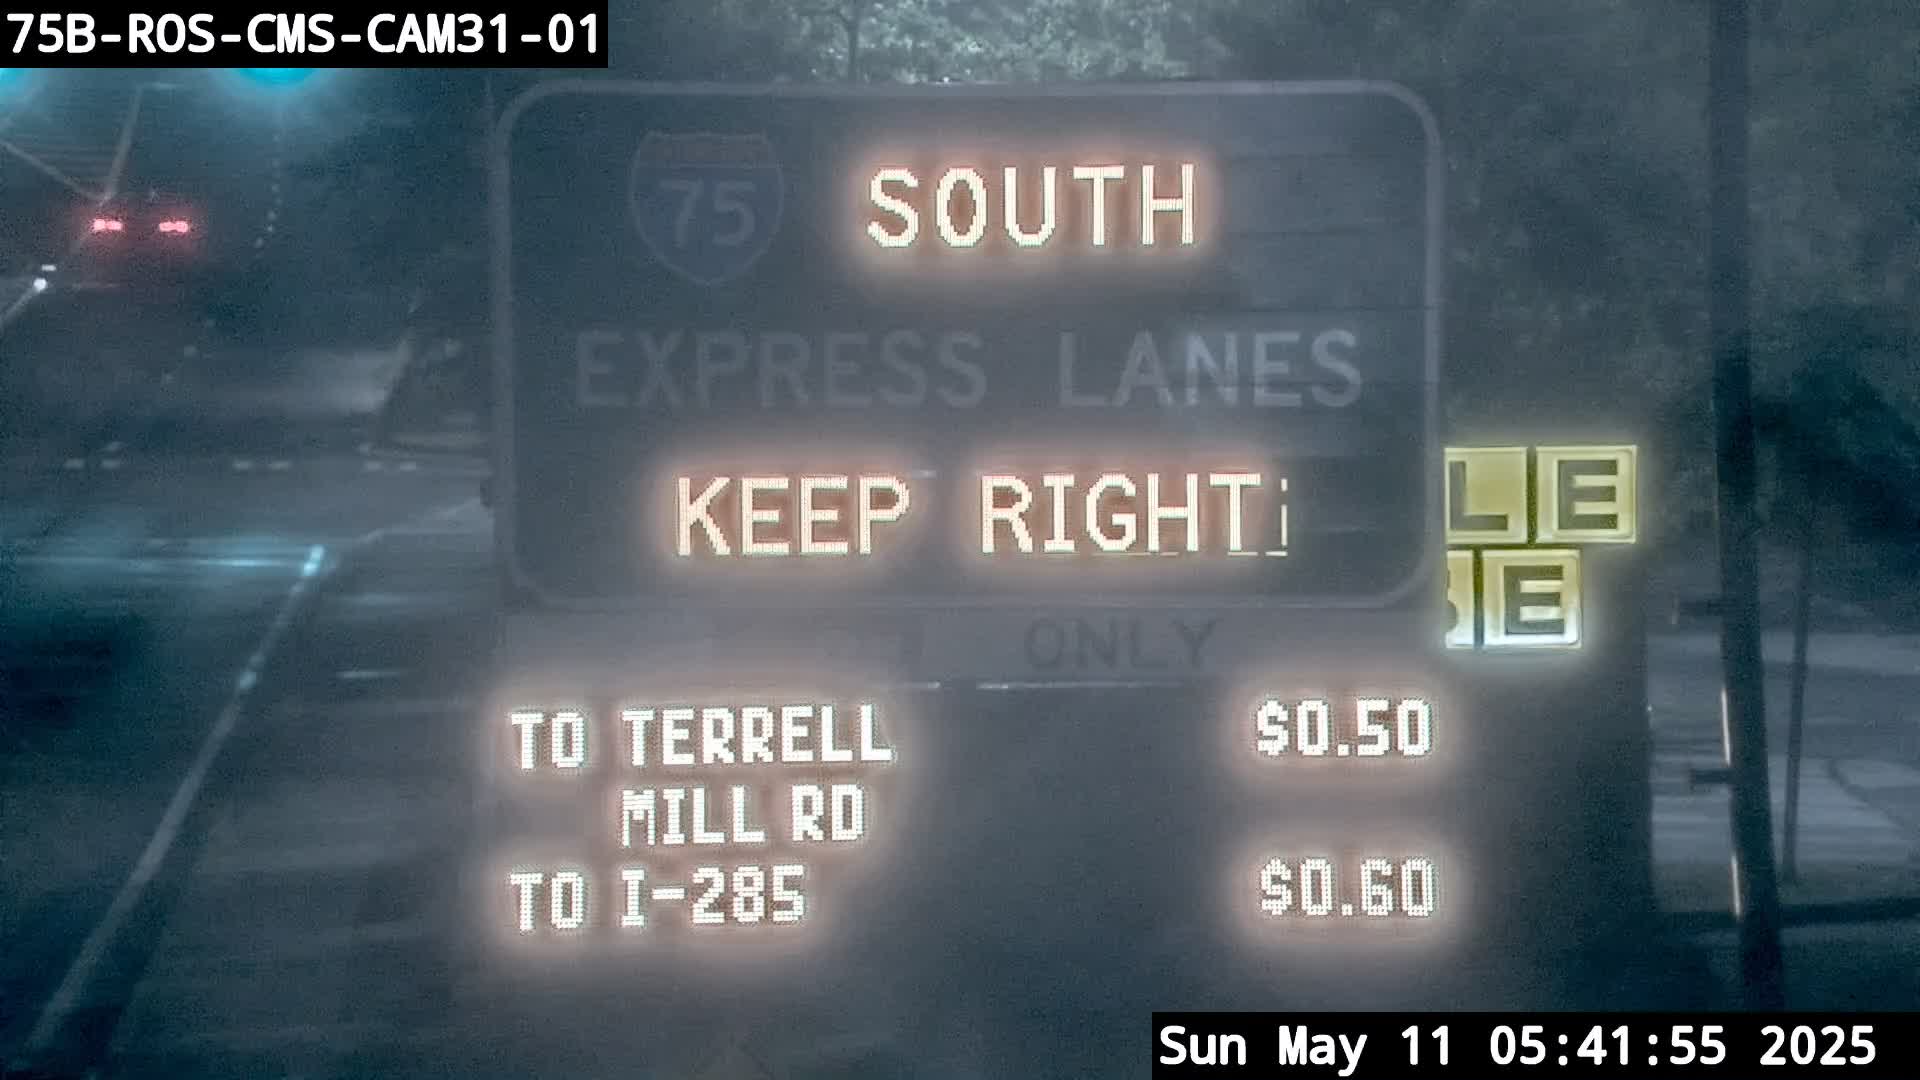 75B-ROS-CMS-CAM31-01
75 SOUTH
EXPRESS LANES
KEEP RIGHT
LE
E
ONLY
TO TERRELL $0.50
MILL RD
TO I-285 $0.60
Sun May 11 05:41:55 2025